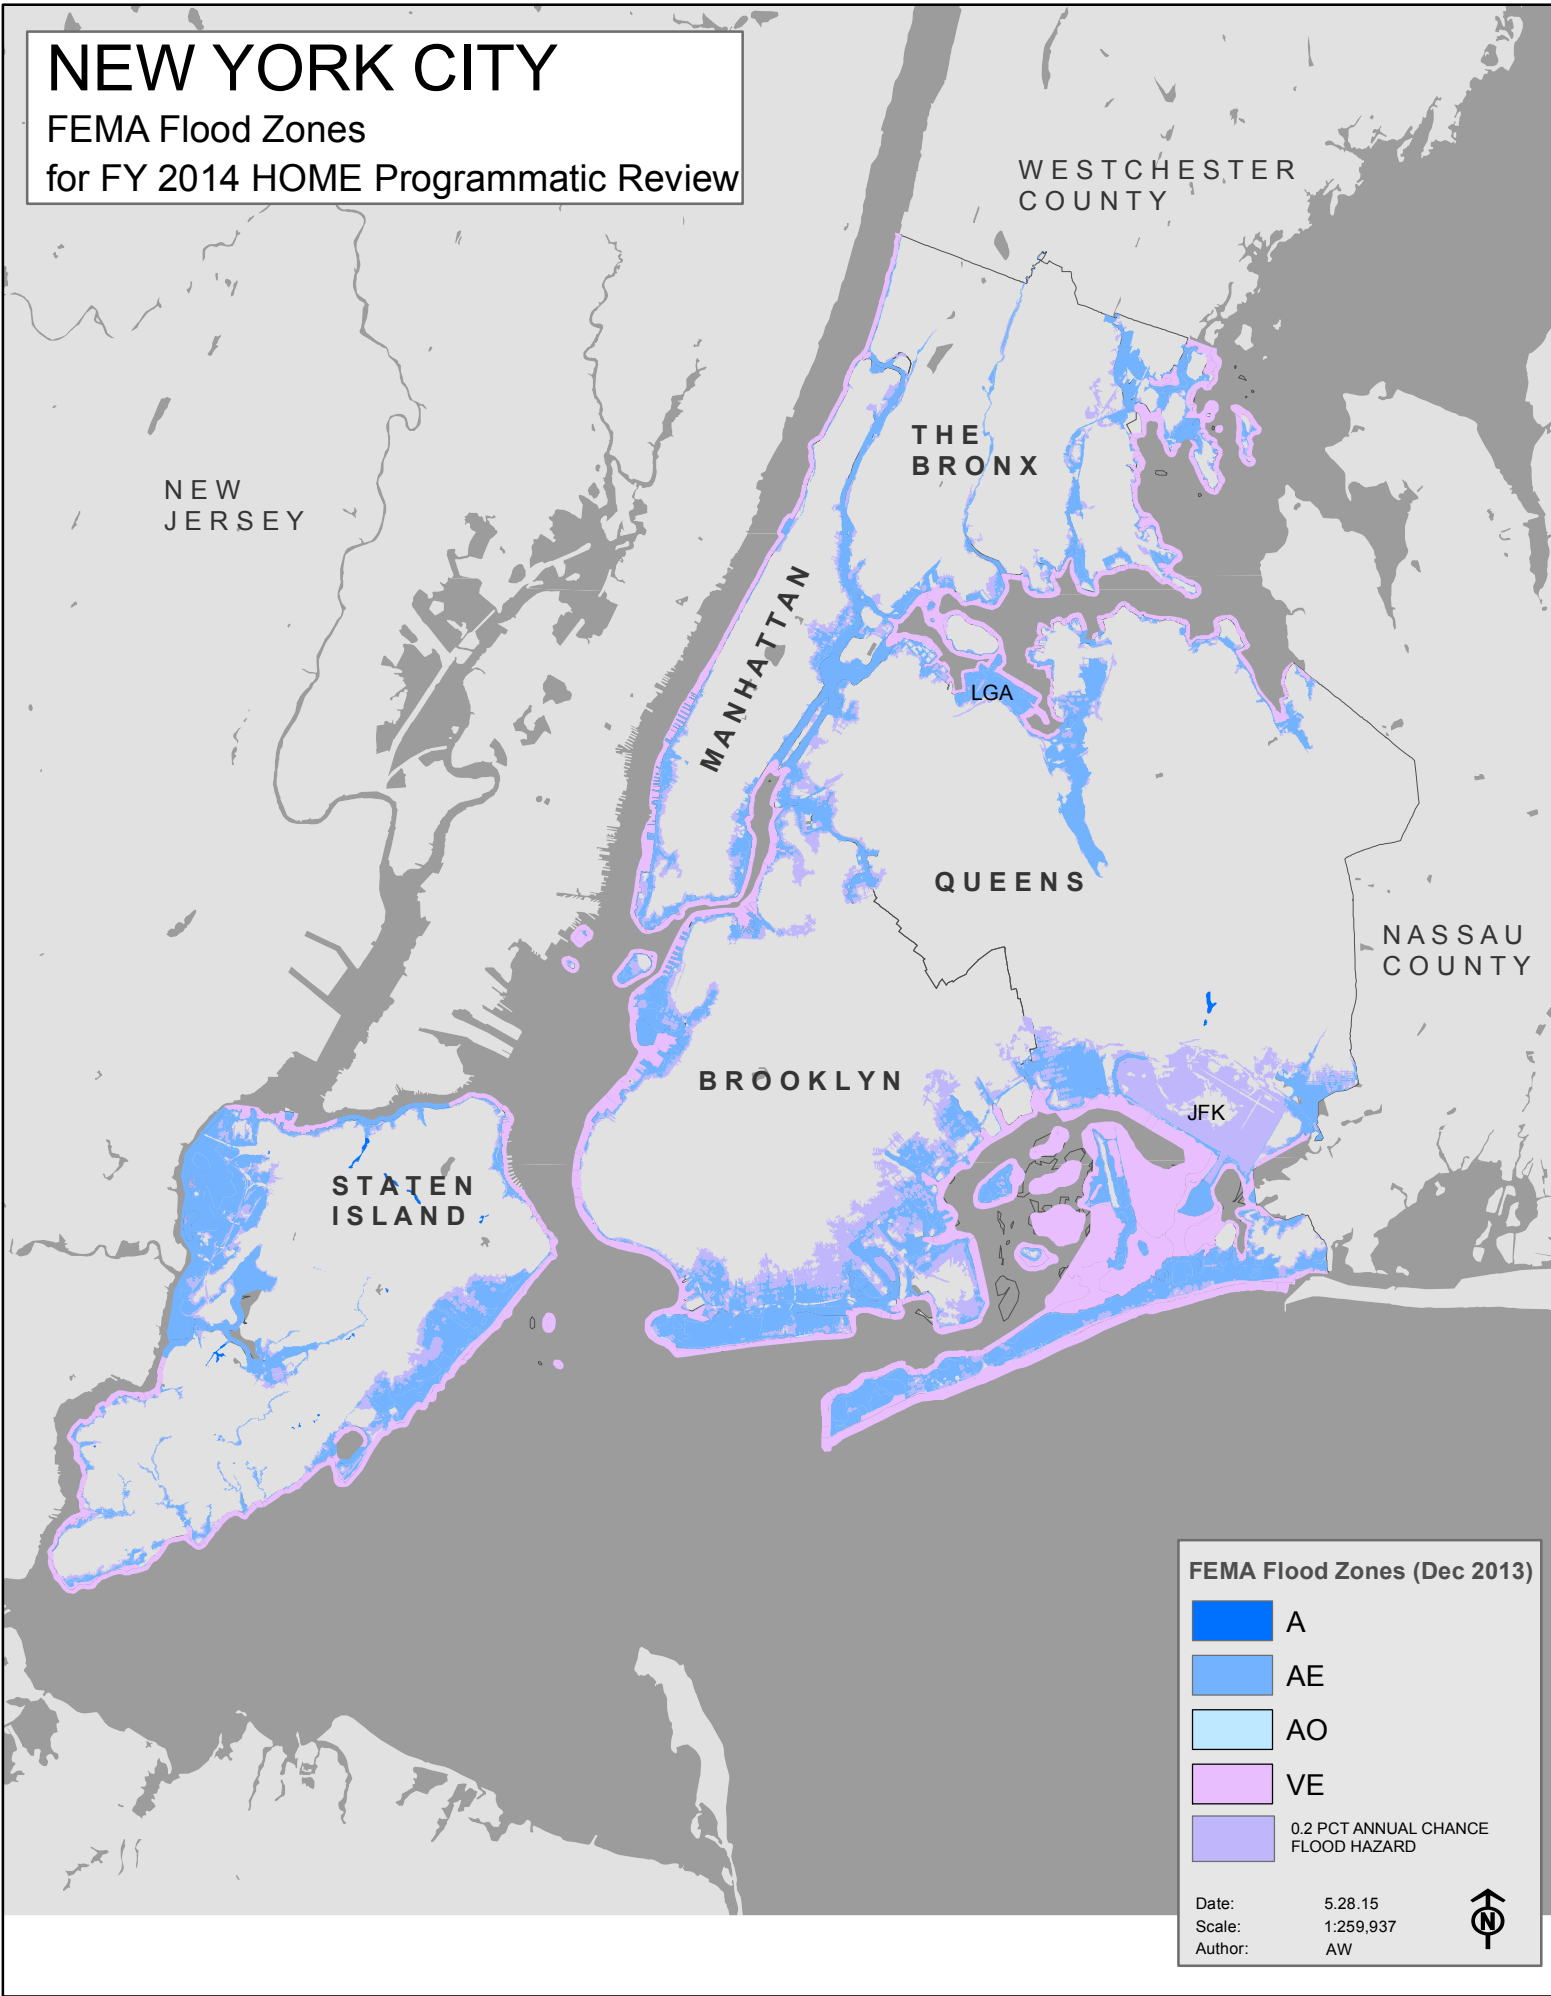 NEW YORK CITY
FEMA Flood Zones
for FY 2014 HOME Programmatic Review
WESTCHESTER
COUNTY
THE
BRONX
NEW
JERSEY
MANHATTAN
LGA
QUEENS
NASSAU
COUNTY
BROOKLYN
JFK
STATEN
ISLAND
FEMA Flood Zones (Dec 2013)
A
AE
AO
VE
0.2 PCT ANNUAL CHANCE
FLOOD HAZARD
Date: 5.28.15
Scale: 1:259,937
Author: AW
N